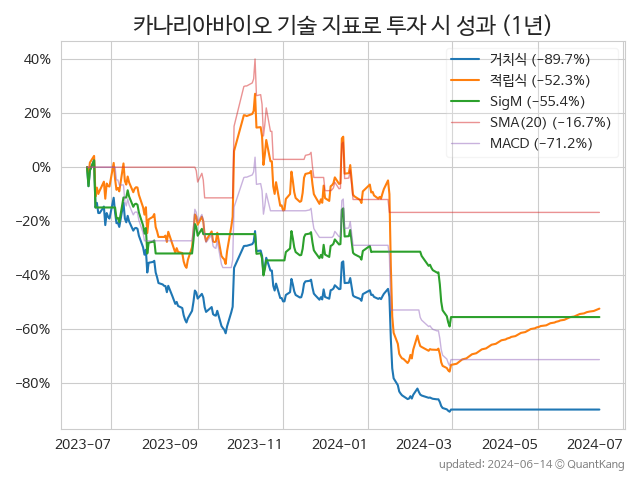 카나리아바이오 기술 지표로 투자 시 성과 (1년)
거치식 (−89.7%)
적립식 (−52.3%)
SigM (−55.4%)
SMA(20) (−16.7%)
MACD (−71.2%)
40%
20%
0%
−20%
−40%
−60%
−80%
2023-07 2023-09 2023-11 2024-01 2024-03 2024-05 2024-07
updated: 2024-06-14 © QuantKang